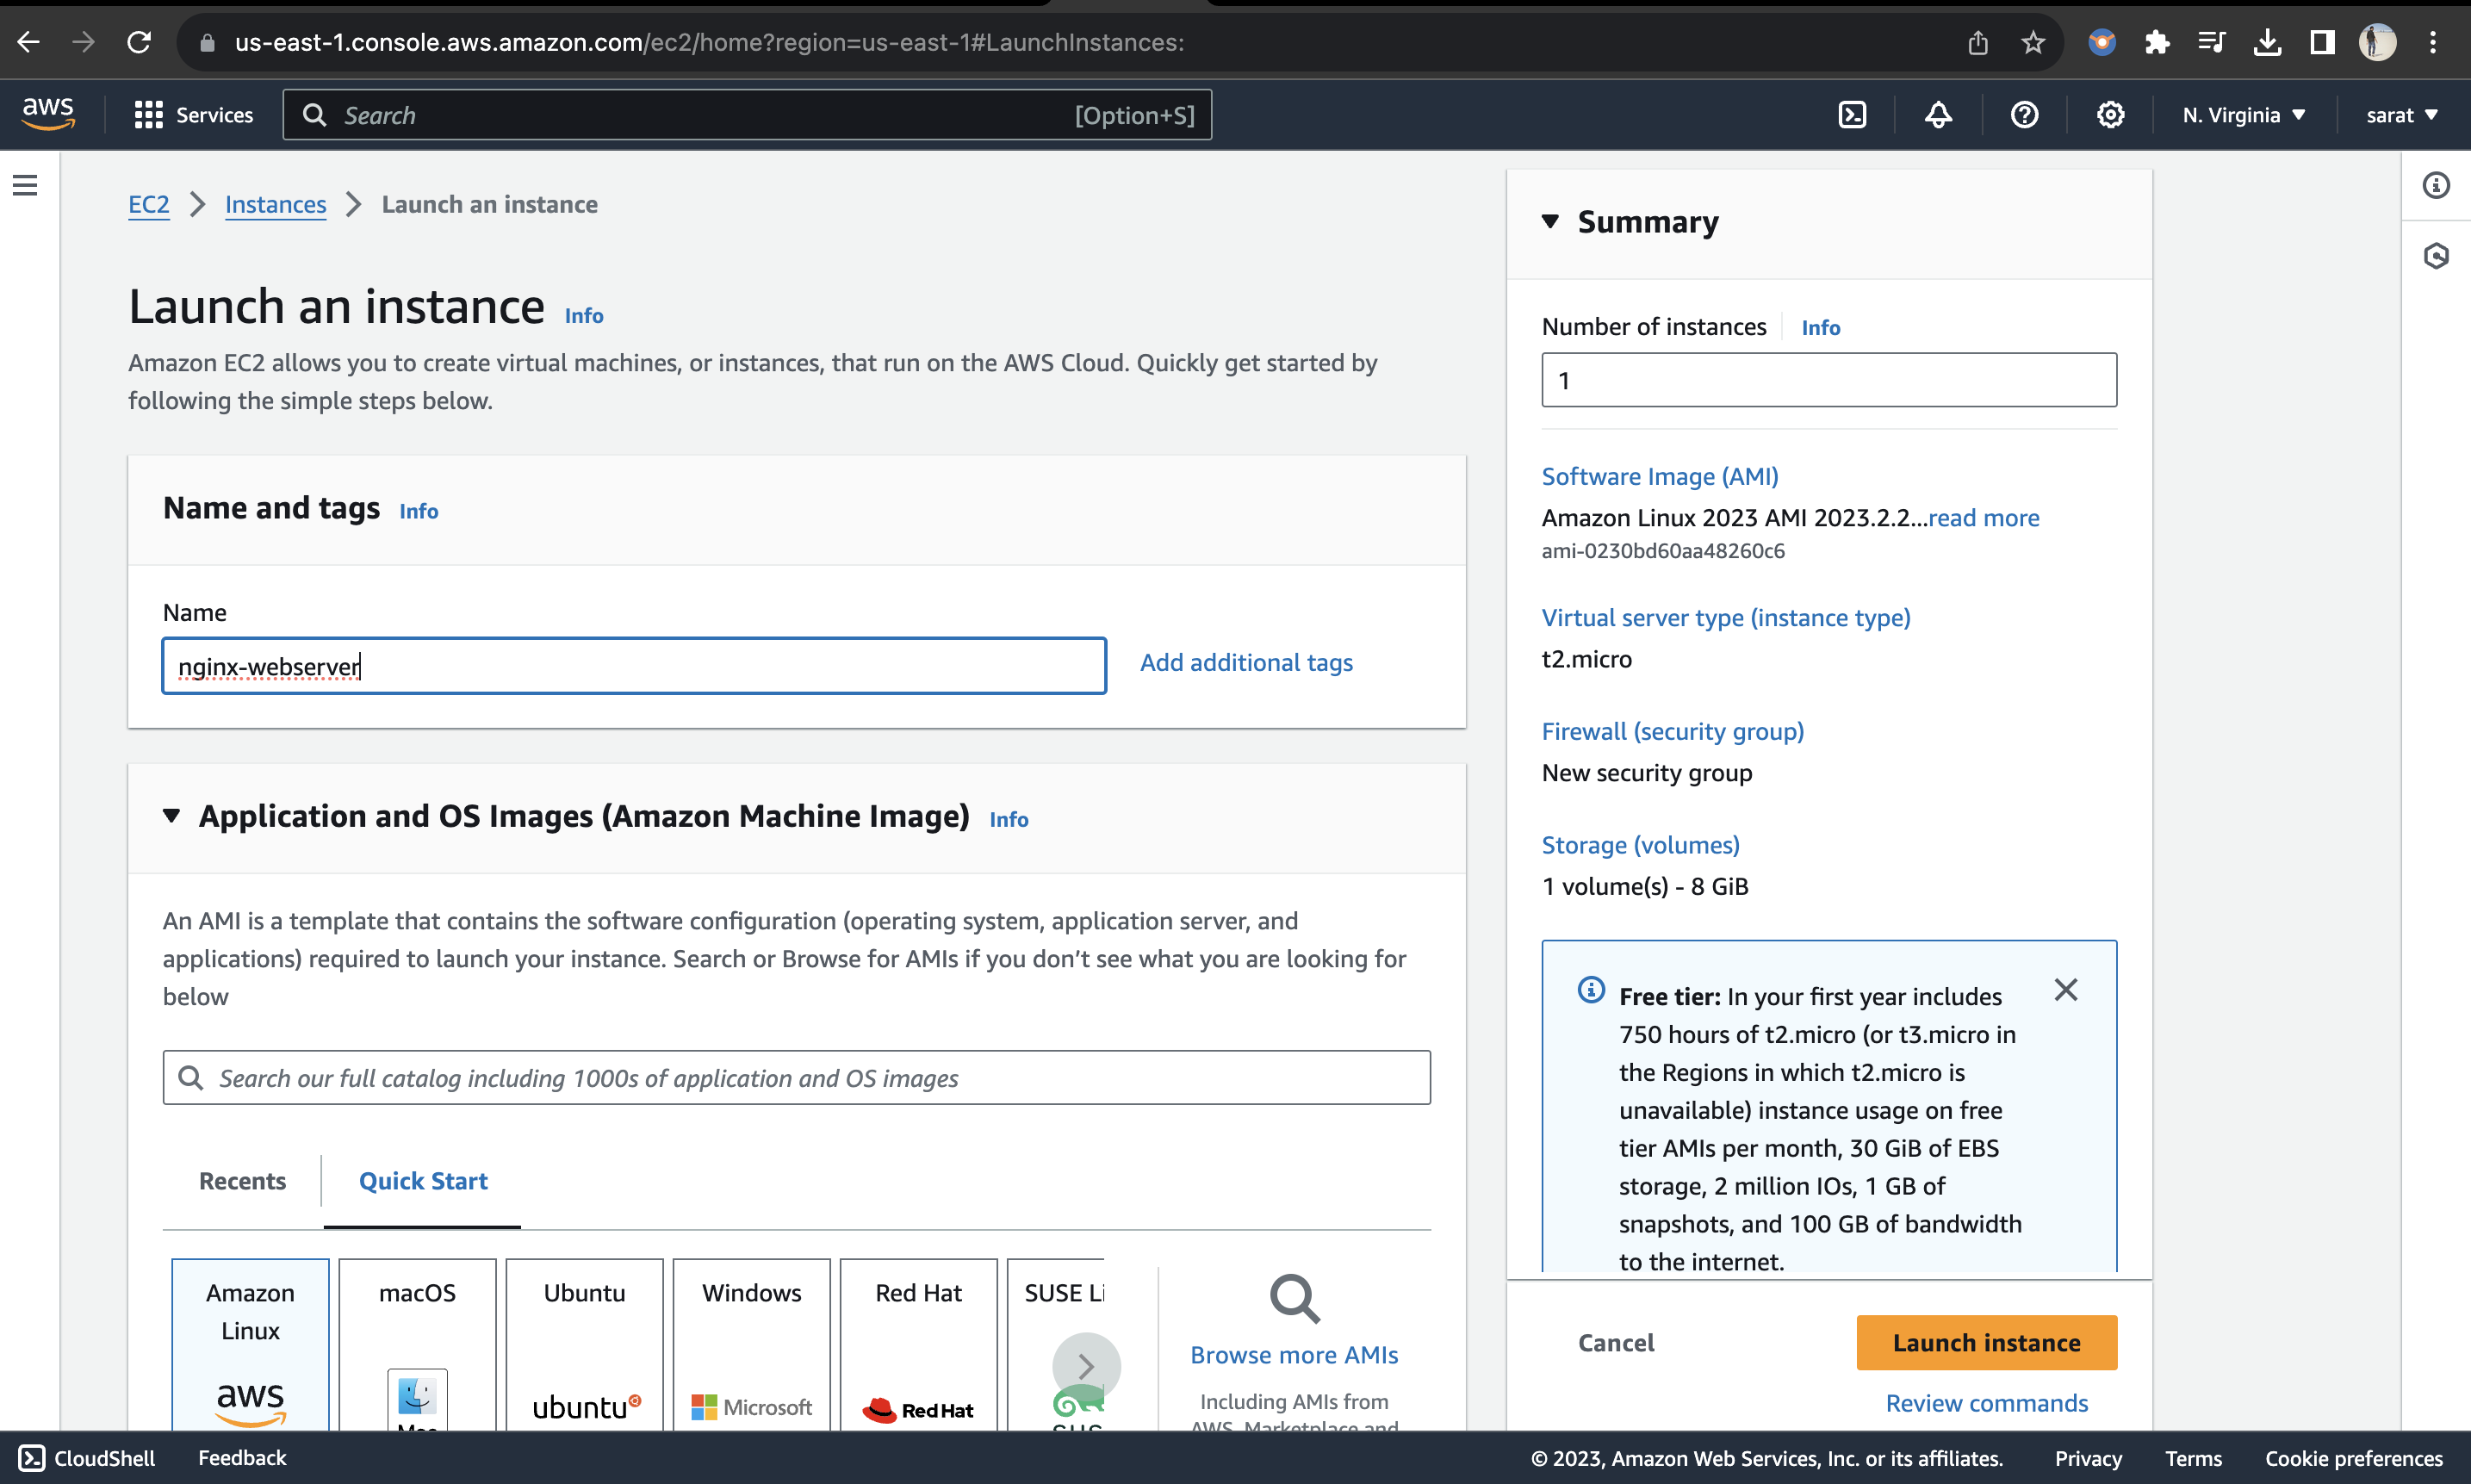 us-east-1.console.aws.amazon.com/ec2/home?region=us-east-1#LaunchInstances:
aws
Services
Search
[Option+S]
N. Virginia
sarat
EC2
Instances
Launch an instance
Launch an instance
Info
Amazon EC2 allows you to create virtual machines, or instances, that run on the AWS Cloud. Quickly get started by
following the simple steps below.
Name and tags
Info
Name
nginx-webserver
Add additional tags
Application and OS Images (Amazon Machine Image)
Info
An AMI is a template that contains the software configuration (operating system, application server, and
applications) required to launch your instance. Search or Browse for AMIs if you don’t see what you are looking for
below
Search our full catalog including 1000s of application and OS images
Recents
Quick Start
Amazon
Linux
aws
macOS
Mac
Ubuntu
ubuntu
Windows
Microsoft
Red Hat
Red Hat
SUSE Li
SUS
Browse more AMIs
Including AMIs from
AWS, Marketplace and
Summary
Number of instances
Info
1
Software Image (AMI)
Amazon Linux 2023 AMI 2023.2.2...read more
ami-0230bd60aa48260c6
Virtual server type (instance type)
t2.micro
Firewall (security group)
New security group
Storage (volumes)
1 volume(s) - 8 GiB
Free tier: In your first year includes
750 hours of t2.micro (or t3.micro in
the Regions in which t2.micro is
unavailable) instance usage on free
tier AMIs per month, 30 GiB of EBS
storage, 2 million IOs, 1 GB of
snapshots, and 100 GB of bandwidth
to the internet.
Cancel
Launch instance
Review commands
CloudShell
Feedback
© 2023, Amazon Web Services, Inc. or its affiliates.
Privacy
Terms
Cookie preferences